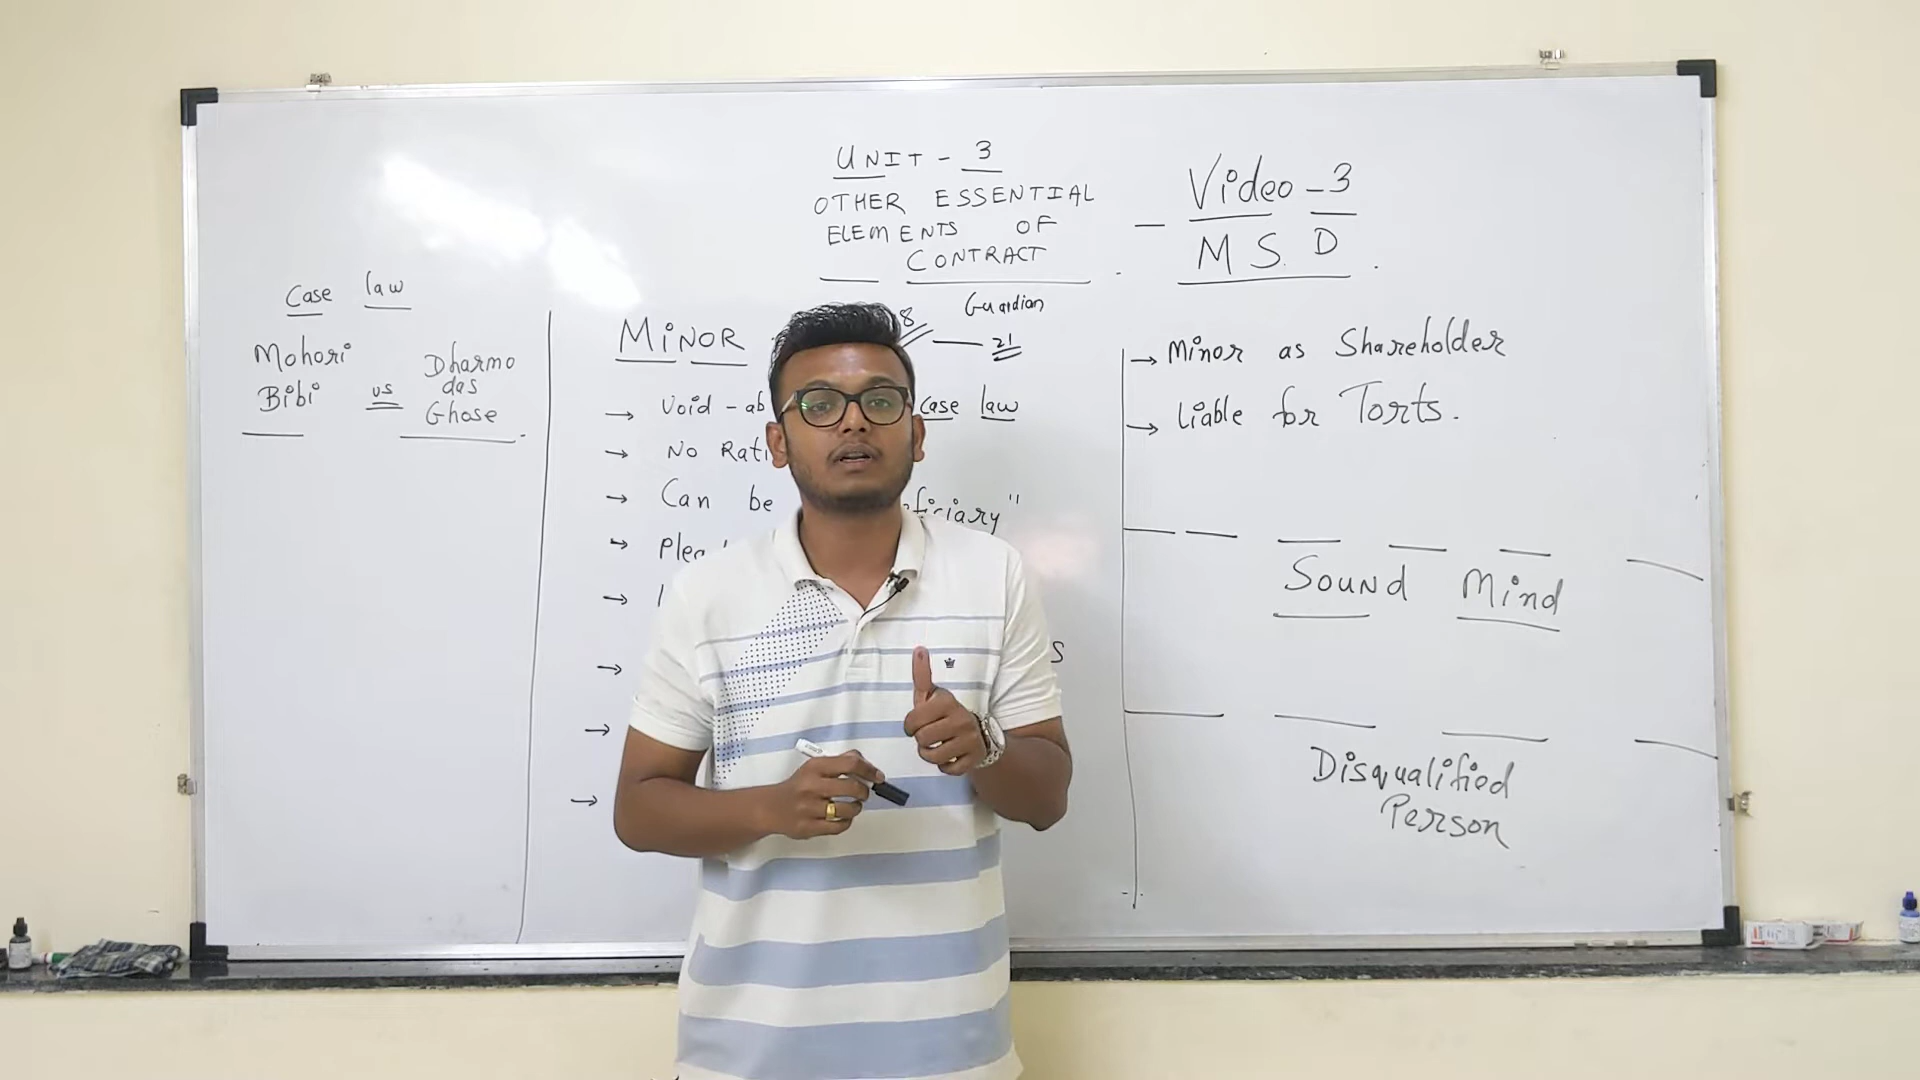 UNIT - 3
OTHER ESSENTIAL
ELEMENTS OF
CONTRACT
— Video - 3
M S. D.
Case law
Mohori
Bibi
vs
Dharmo
das
Ghose
MINOR
8 — 21
Guardian
→ Void - ab
case law
→ No Rati
→ Can be
ficiary"
→ Plea
→
→ S
→
→
→ Minor as Shareholder
→ Liable for Torts.
Sound Mind
Disqualified
Person